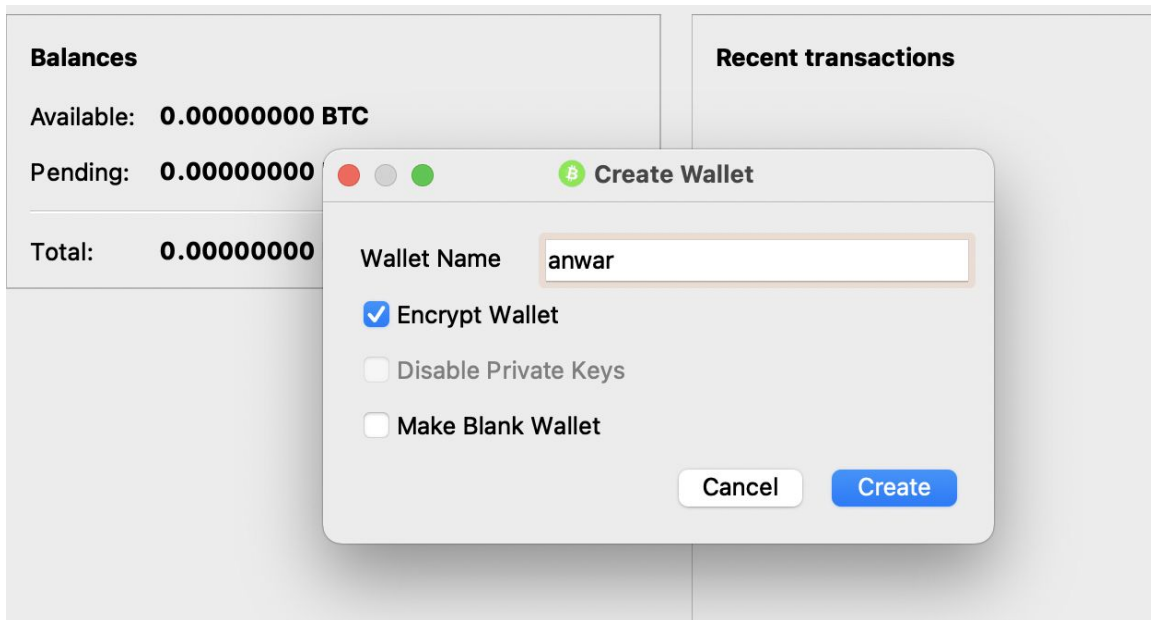 Balances
Available: 0.00000000 BTC
Pending: 0.00000000
Total: 0.00000000
Recent transactions
Create Wallet
Wallet Name anwar
Encrypt Wallet
Disable Private Keys
Make Blank Wallet
Cancel Create